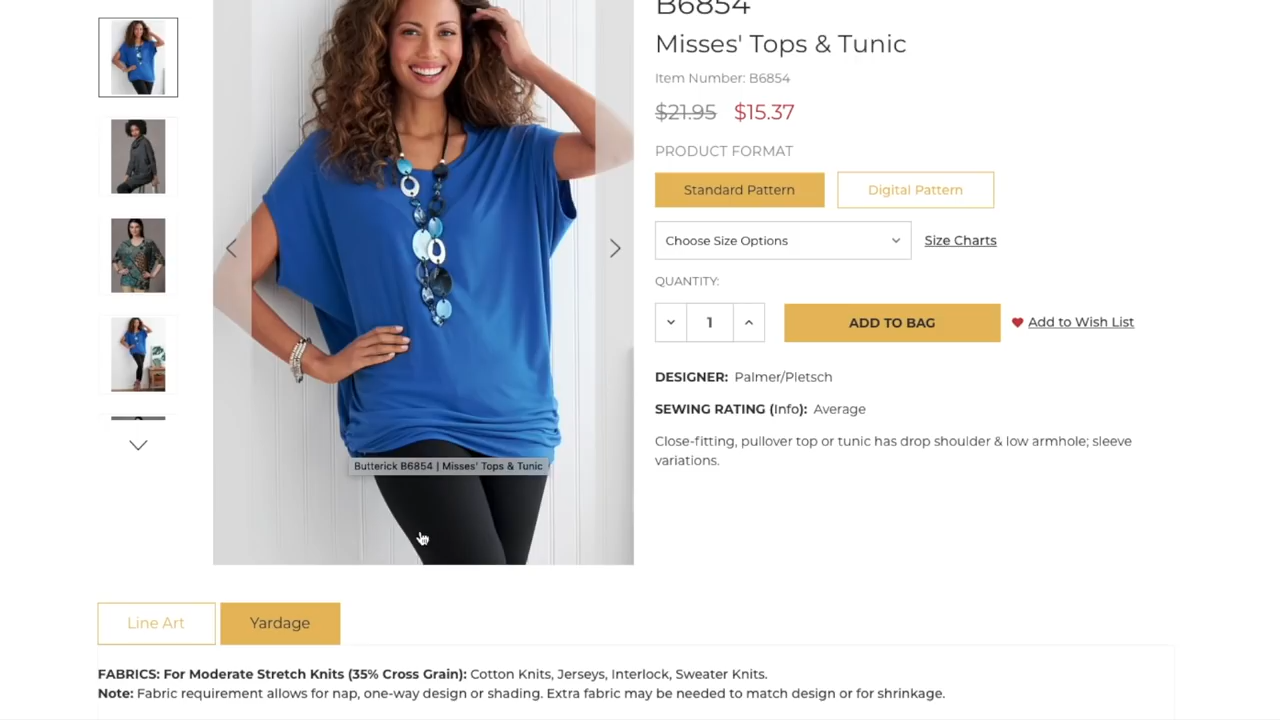 B6854
Misses' Tops & Tunic
Item Number: B6854
$21.95 $15.37
PRODUCT FORMAT
Standard Pattern
Digital Pattern
Choose Size Options
Size Charts
QUANTITY:
1
ADD TO BAG
Add to Wish List
DESIGNER: Palmer/Pletsch
SEWING RATING (Info): Average
Close-fitting, pullover top or tunic has drop shoulder & low armhole; sleeve
variations.
Butterick B6854 | Misses' Tops & Tunic
Line Art
Yardage
FABRICS: For Moderate Stretch Knits (35% Cross Grain): Cotton Knits, Jerseys, Interlock, Sweater Knits.
Note: Fabric requirement allows for nap, one-way design or shading. Extra fabric may be needed to match design or for shrinkage.